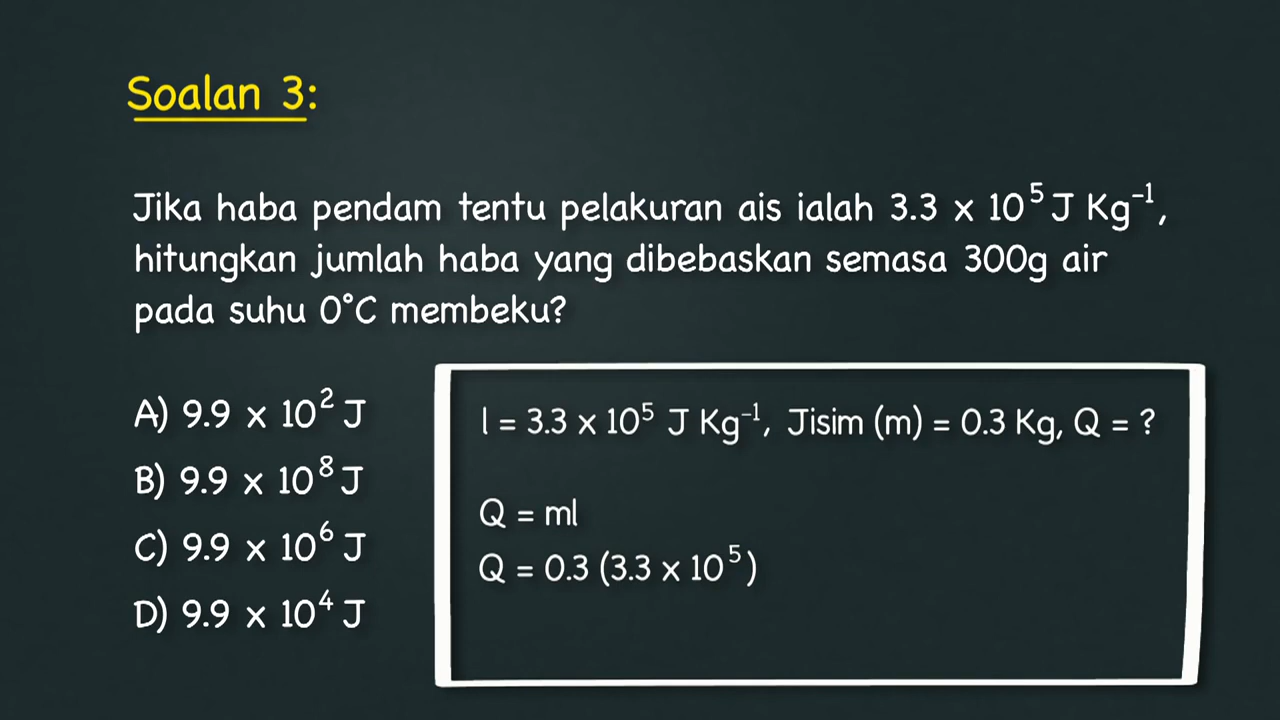 Soalan 3:
Jika haba pendam tentu pelakuran ais ialah 3.3 x 10⁵ J Kg⁻¹,
hitungkan jumlah haba yang dibebaskan semasa 300g air
pada suhu 0°C membeku?
A) 9.9 x 10² J
B) 9.9 x 10⁸ J
C) 9.9 x 10⁶ J
D) 9.9 x 10⁴ J
l = 3.3 x 10⁵ J Kg⁻¹, Jisim (m) = 0.3 Kg, Q = ?
Q = ml
Q = 0.3 (3.3 x 10⁵)